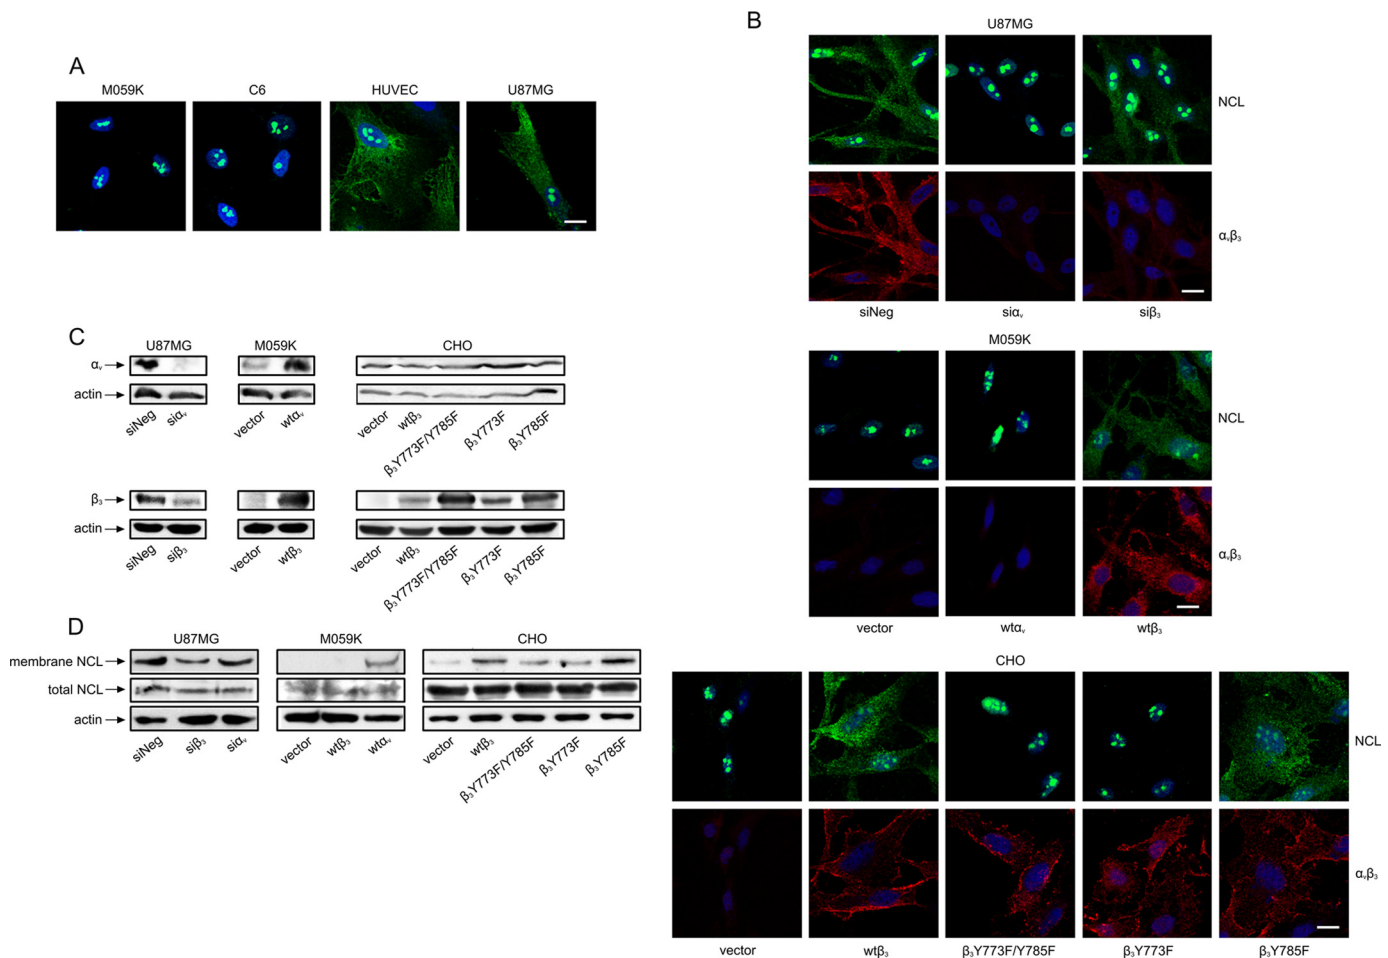 A
M059K C6 HUVEC U87MG
B
U87MG
NCL
αᵥβ₃
siNeg siαᵥ siβ₃
M059K
NCL
αᵥβ₃
vector wtαᵥ wtβ₃
CHO
NCL
αᵥβ₃
vector wtβ₃ β₃Y773F/Y785F β₃Y773F β₃Y785F
C
U87MG M059K CHO
αᵥ
actin
siNeg siαᵥ vector wtαᵥ vector wtβ₃ β₃Y773F/Y785F β₃Y773F β₃Y785F
β₃
actin
siNeg siβ₃ vector wtβ₃ vector wtβ₃ β₃Y773F/Y785F β₃Y773F β₃Y785F
D
U87MG M059K CHO
membrane NCL
total NCL
actin
siNeg siβ₃ siαᵥ vector wtβ₃ wtαᵥ vector wtβ₃ β₃Y773F/Y785F β₃Y773F β₃Y785F